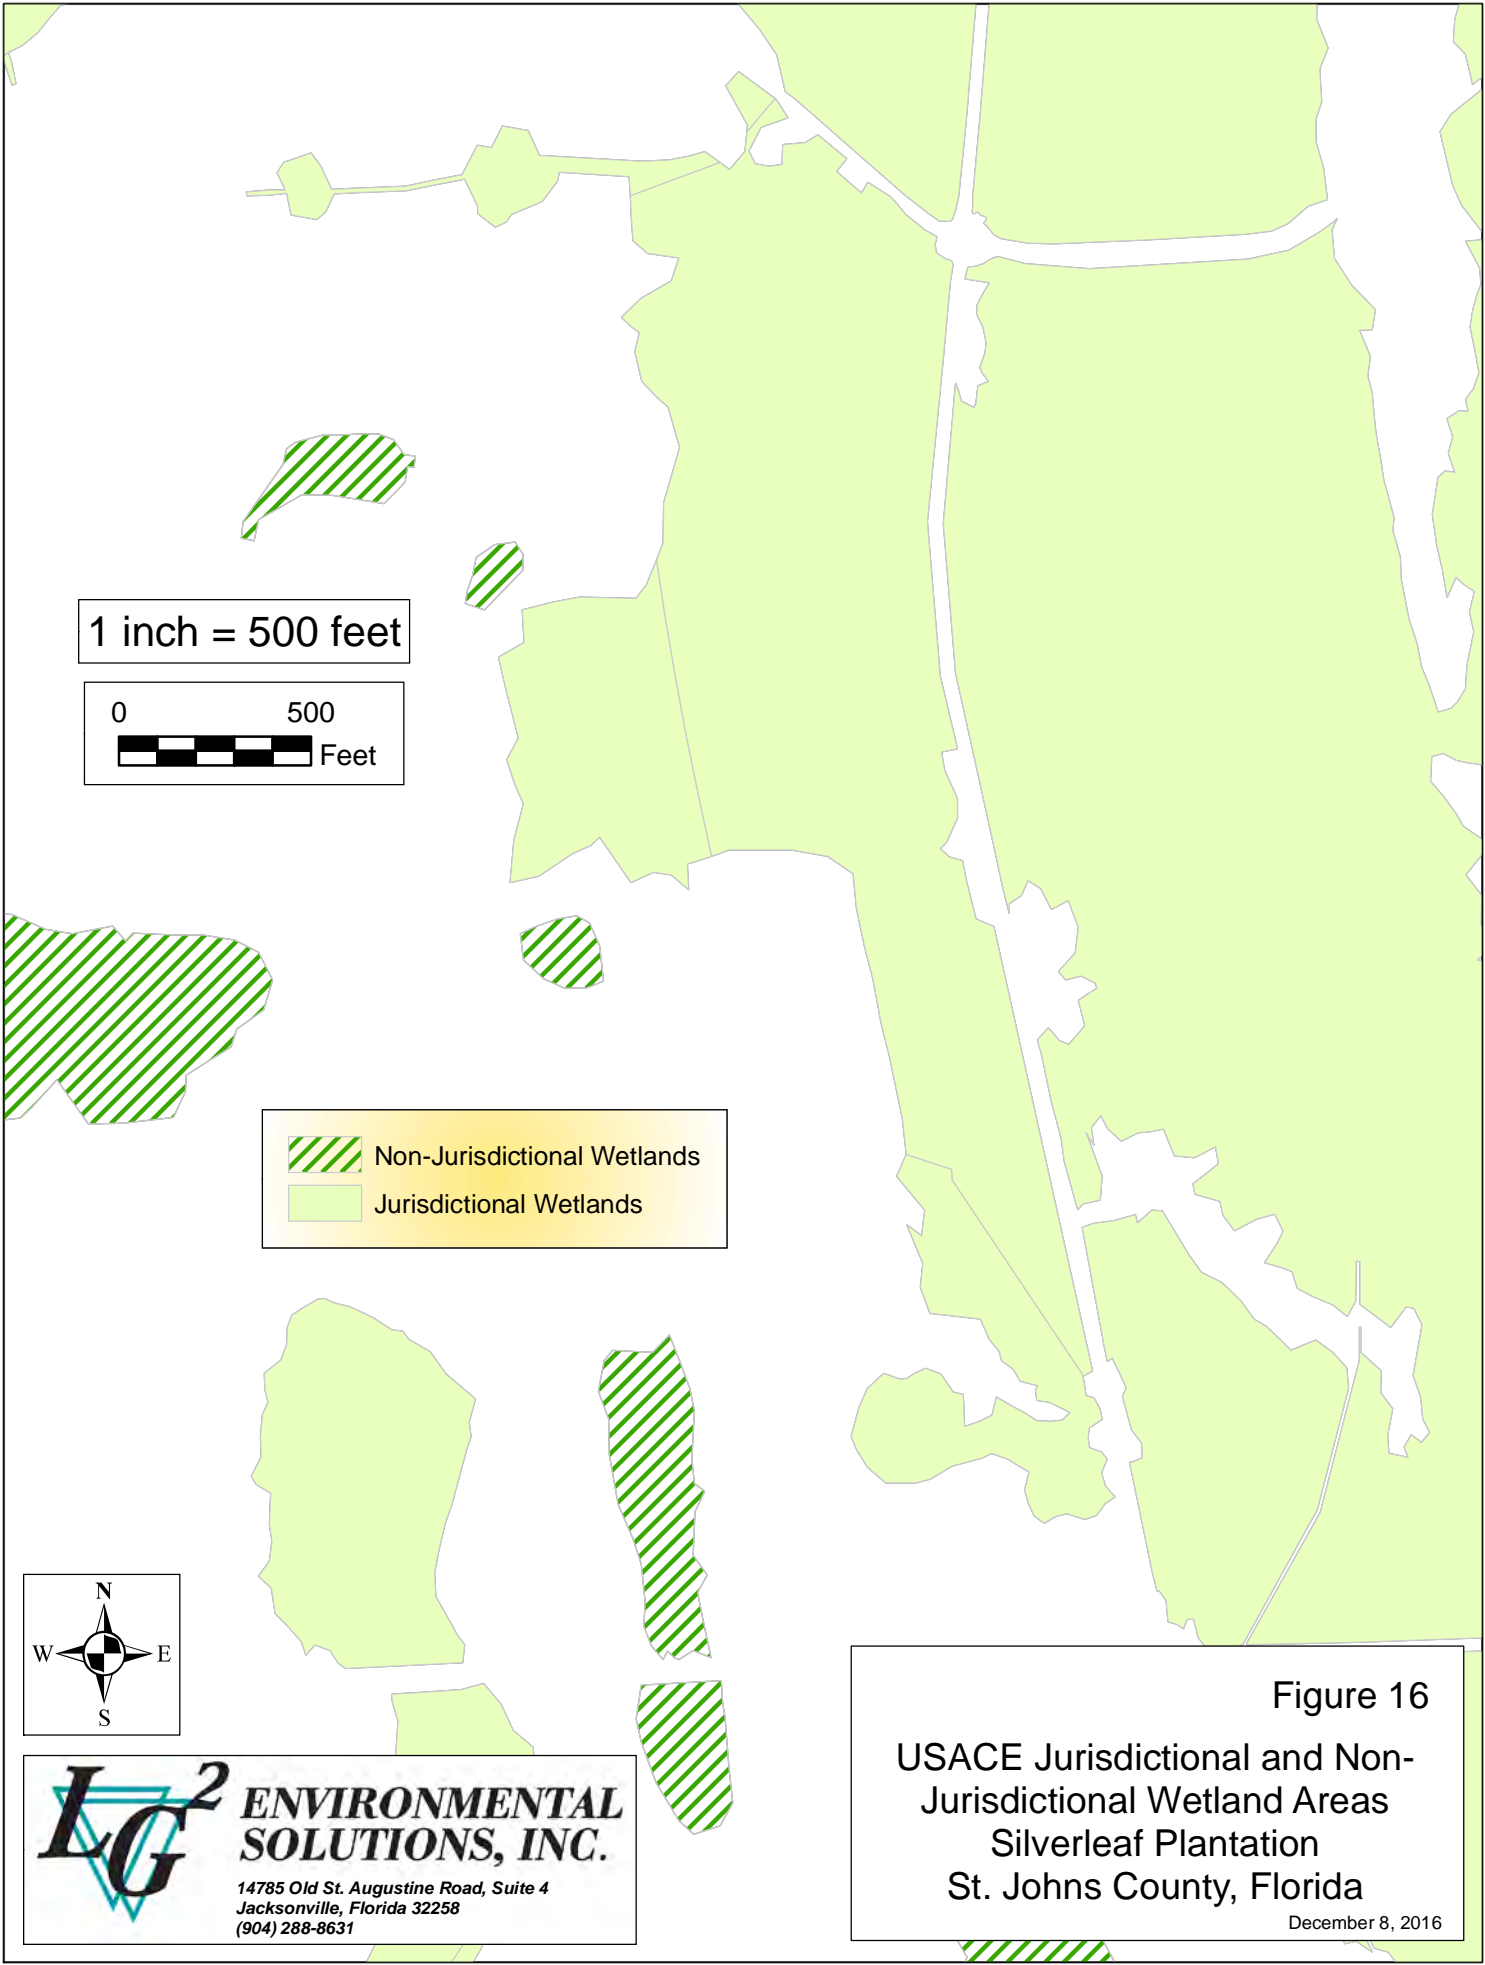 1 inch = 500 feet
0 500
Feet
Non-Jurisdictional Wetlands
Jurisdictional Wetlands
N
W E
S
LG2 ENVIRONMENTAL
SOLUTIONS, INC.
14785 Old St. Augustine Road, Suite 4
Jacksonville, Florida 32258
(904) 288-8631
Figure 16
USACE Jurisdictional and Non-
Jurisdictional Wetland Areas
Silverleaf Plantation
St. Johns County, Florida
December 8, 2016